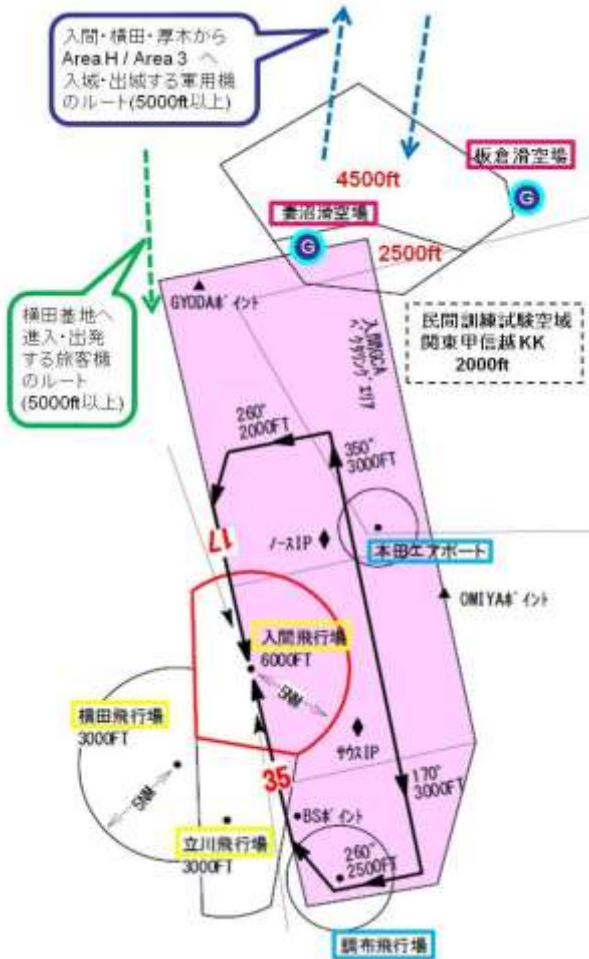 入間・横田・厚木から
Area H / Area 3 へ
入域・出域する軍用機
のルート(5000ft以上)
板倉滑空場
G
4500ft
妻沼滑空場
G
2500ft
GYODAポイント
横田基地へ
進入・出発
する旅客機
のルート
(5000ft以上)
入間GCA
ベクタリングエリア
民間訓練試験空域
関東甲信越KK
2000ft
260°
2000FT
350°
3000FT
17
ノースIP
本田エアポート
OMIYAポイント
入間飛行場
6000FT
5NM
横田飛行場
3000FT
サウスIP
5NM
35
170°
3000FT
BSポイント
立川飛行場
3000FT
260°
2500FT
調布飛行場